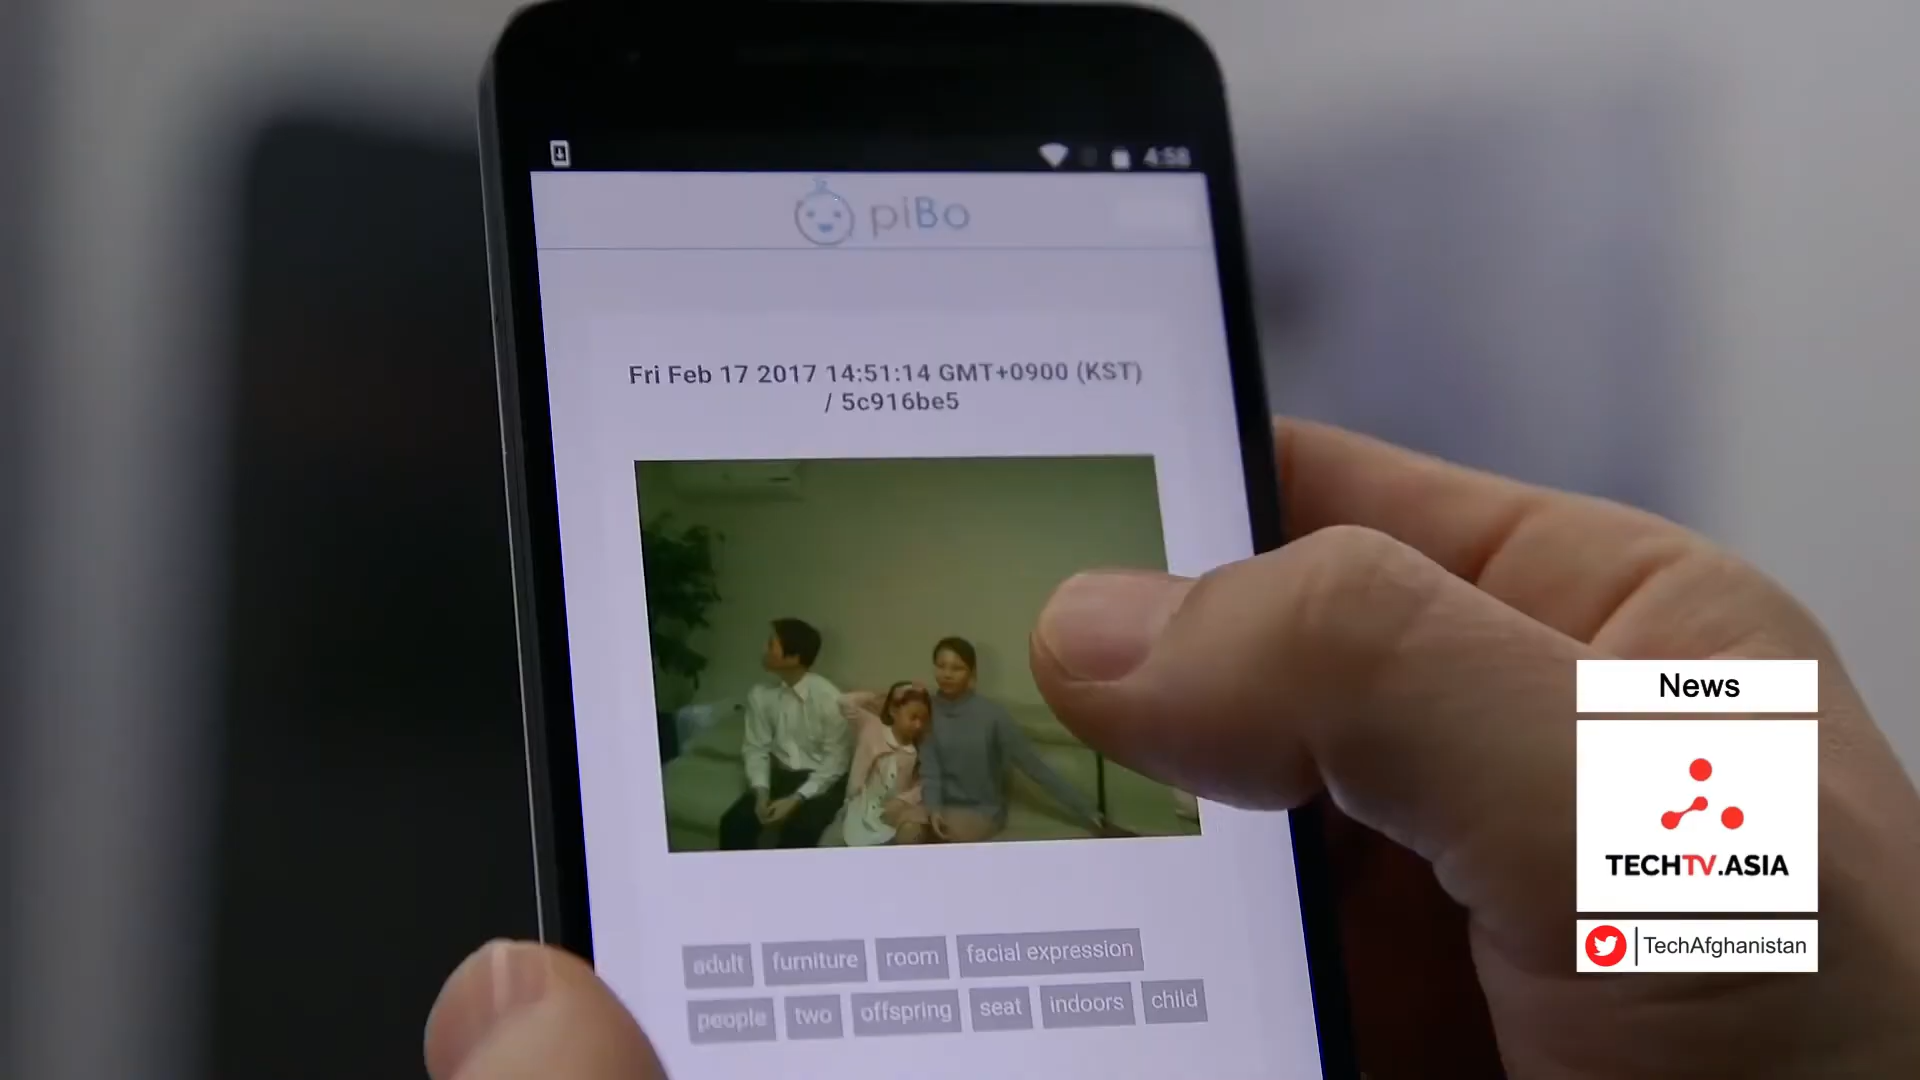 4:58
piBo
Fri Feb 17 2017 14:51:14 GMT+0900 (KST)
/ 5c916be5
adult furniture room facial expression
people two offspring seat indoors child
News
TECHTV.ASIA
TechAfghanistan